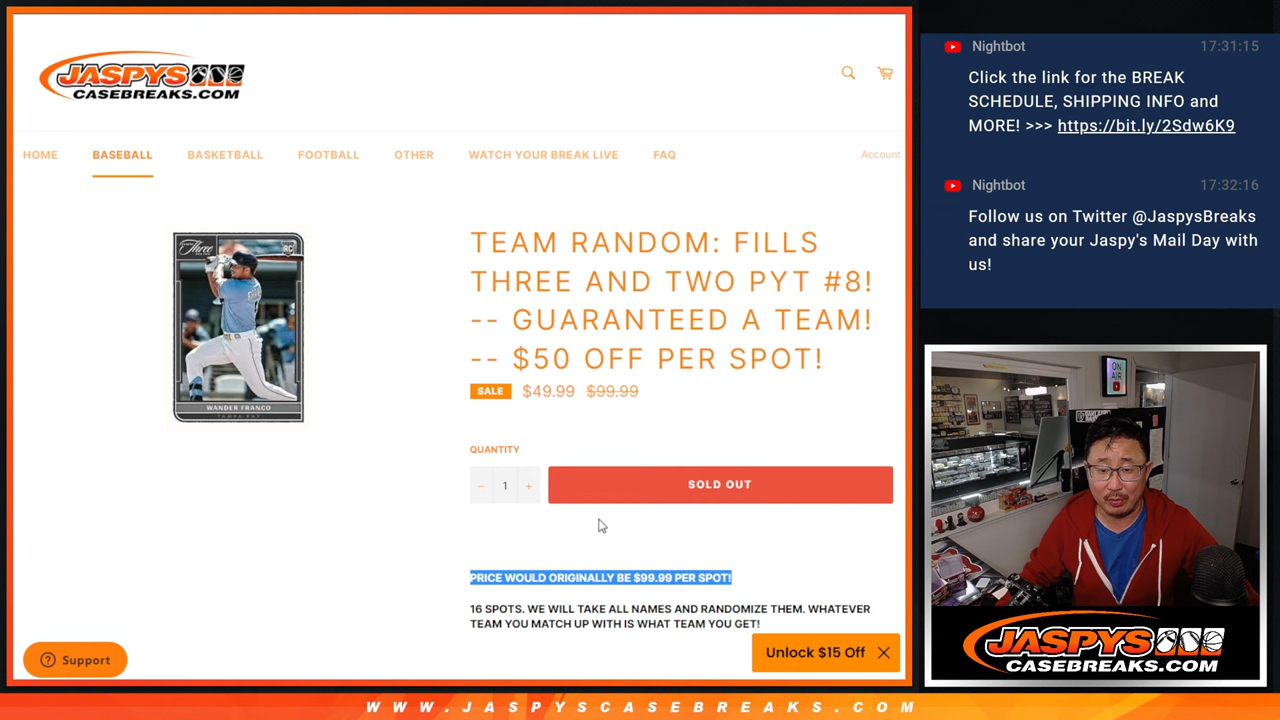 JASPYS
CASEBREAKS.COM
HOME
BASEBALL
BASKETBALL
FOOTBALL
OTHER
WATCH YOUR BREAK LIVE
FAQ
Account
Three
RC
WANDER FRANCO
TAMPA BAY
TEAM RANDOM: FILLS
THREE AND TWO PYT #8!
-- GUARANTEED A TEAM!
-- $50 OFF PER SPOT!
SALE $49.99 $99.99
QUANTITY
− 1 +
SOLD OUT
PRICE WOULD ORIGINALLY BE $99.99 PER SPOT!
16 SPOTS. WE WILL TAKE ALL NAMES AND RANDOMIZE THEM. WHATEVER
TEAM YOU MATCH UP WITH IS WHAT TEAM YOU GET!
Support
Unlock $15 Off
Nightbot 17:31:15
Click the link for the BREAK
SCHEDULE, SHIPPING INFO and
MORE! >>> https://bit.ly/2Sdw6K9
Nightbot 17:32:16
Follow us on Twitter @JaspysBreaks
and share your Jaspy's Mail Day with
us!
ON
AIR
JASPYS
CASEBREAKS.COM
WWW.JASPYSCASEBREAKS.COM